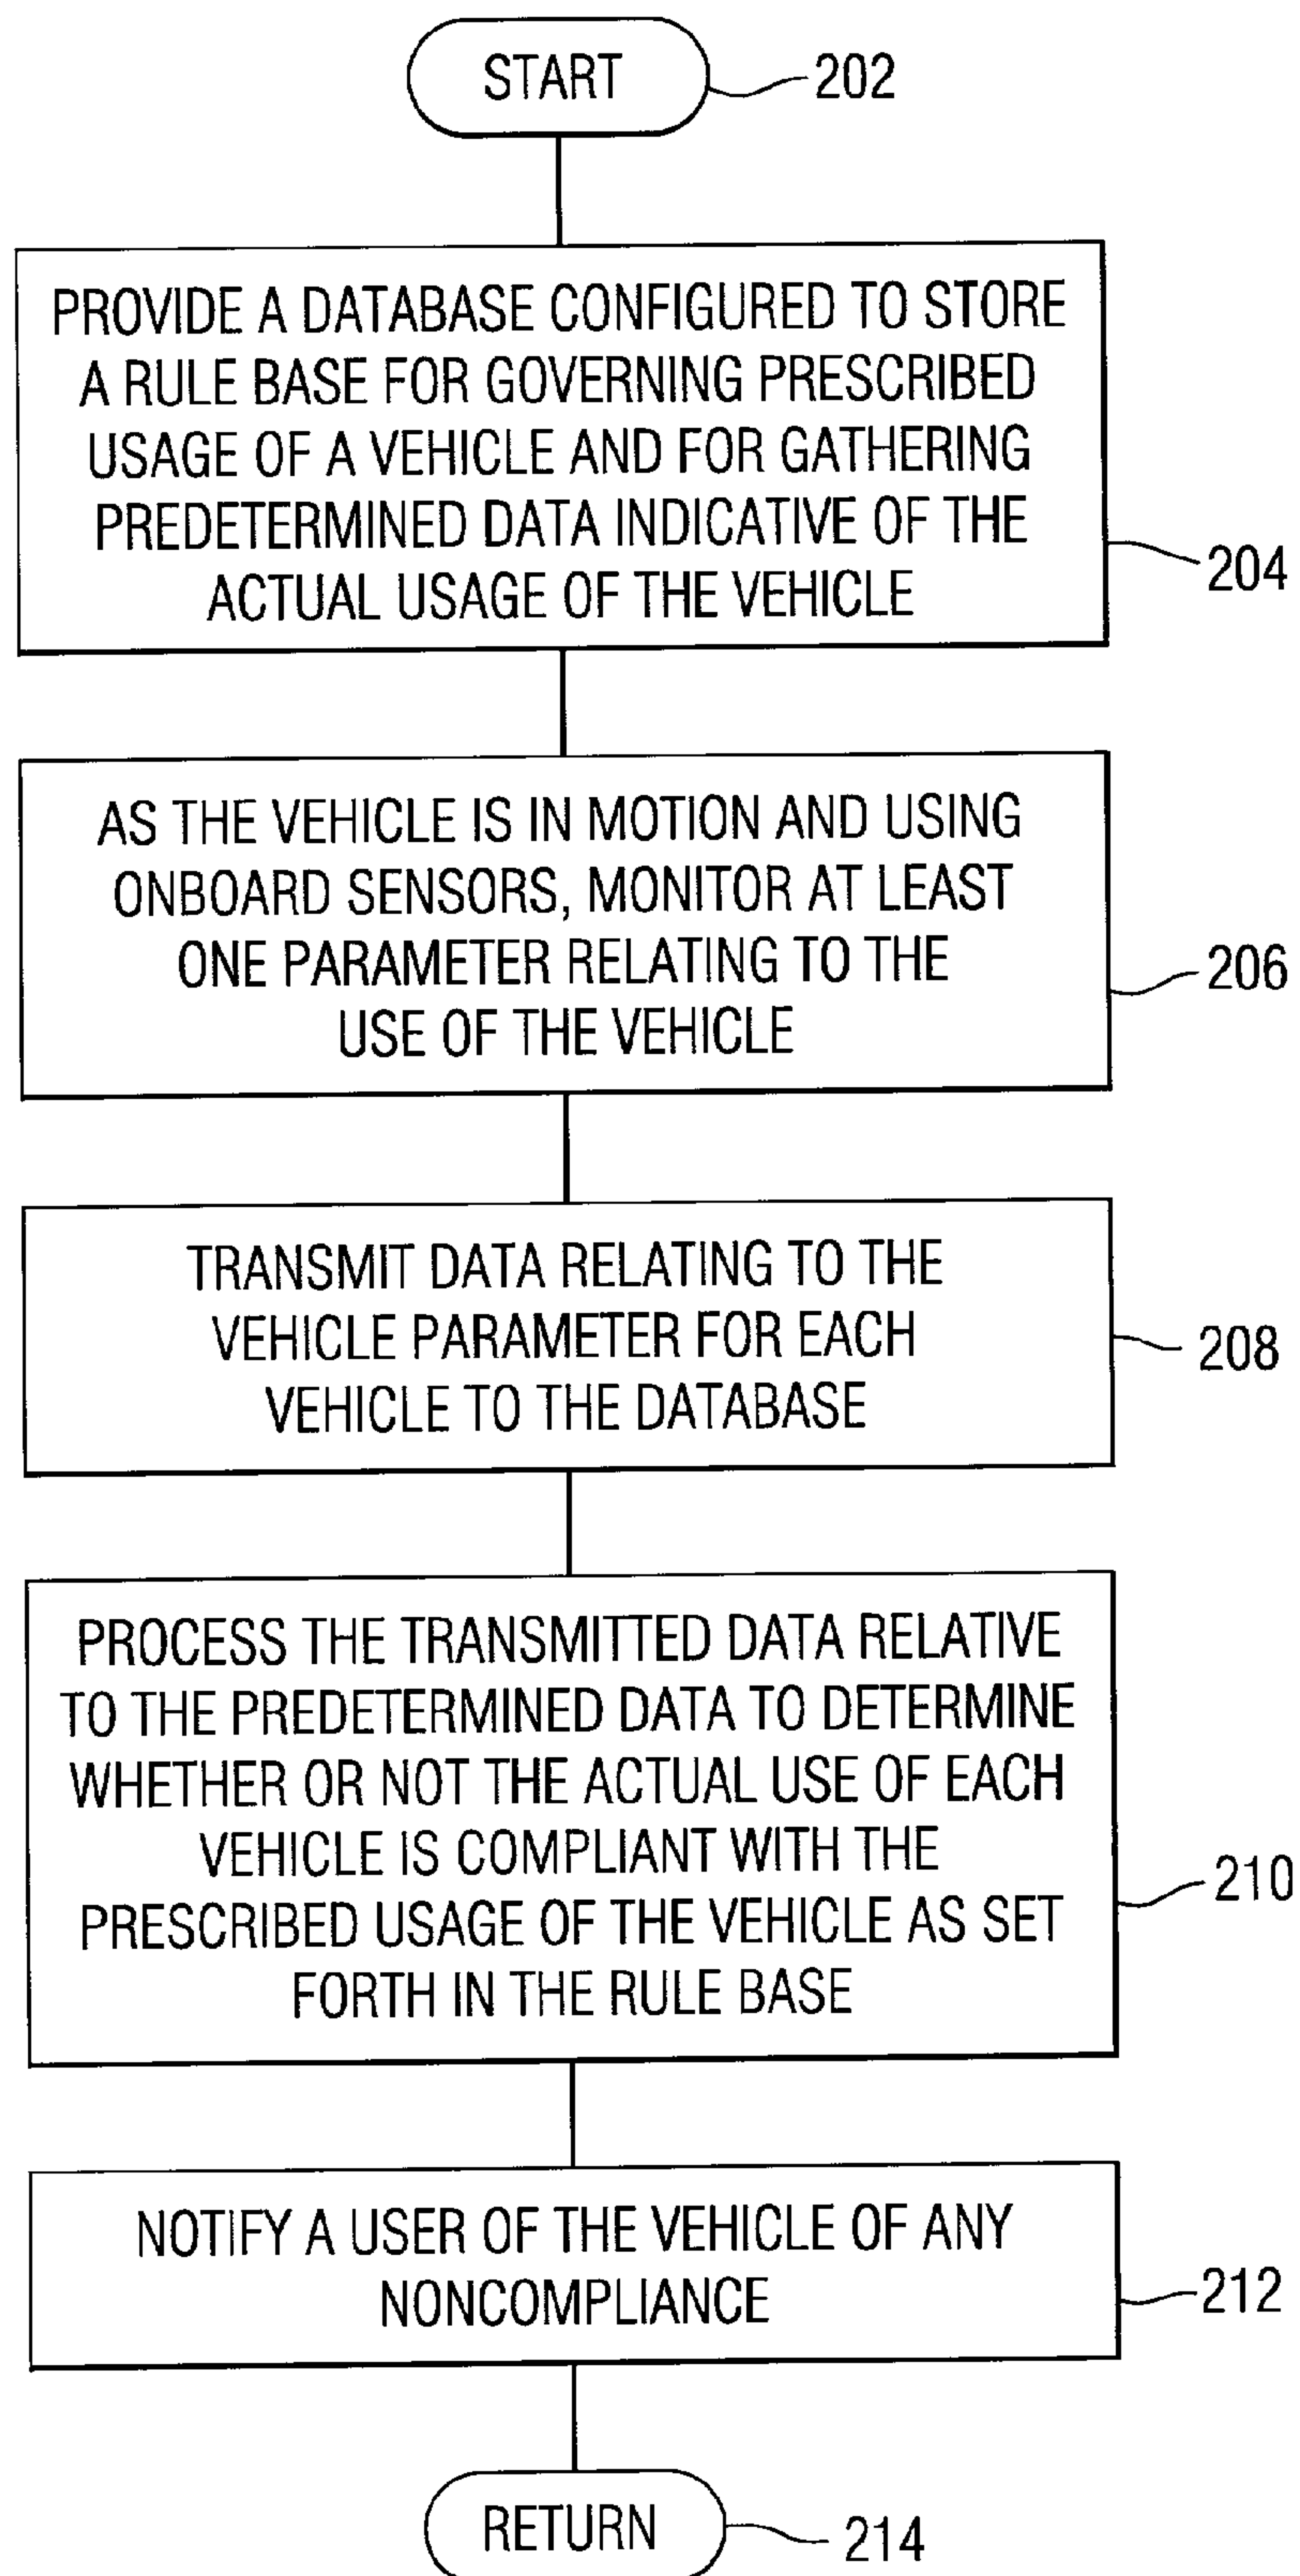 START
202
PROVIDE A DATABASE CONFIGURED TO STORE
A RULE BASE FOR GOVERNING PRESCRIBED
USAGE OF A VEHICLE AND FOR GATHERING
PREDETERMINED DATA INDICATIVE OF THE
ACTUAL USAGE OF THE VEHICLE
204
AS THE VEHICLE IS IN MOTION AND USING
ONBOARD SENSORS, MONITOR AT LEAST
ONE PARAMETER RELATING TO THE
USE OF THE VEHICLE
206
TRANSMIT DATA RELATING TO THE
VEHICLE PARAMETER FOR EACH
VEHICLE TO THE DATABASE
208
PROCESS THE TRANSMITTED DATA RELATIVE
TO THE PREDETERMINED DATA TO DETERMINE
WHETHER OR NOT THE ACTUAL USE OF EACH
VEHICLE IS COMPLIANT WITH THE
PRESCRIBED USAGE OF THE VEHICLE AS SET
FORTH IN THE RULE BASE
210
NOTIFY A USER OF THE VEHICLE OF ANY
NONCOMPLIANCE
212
RETURN
214